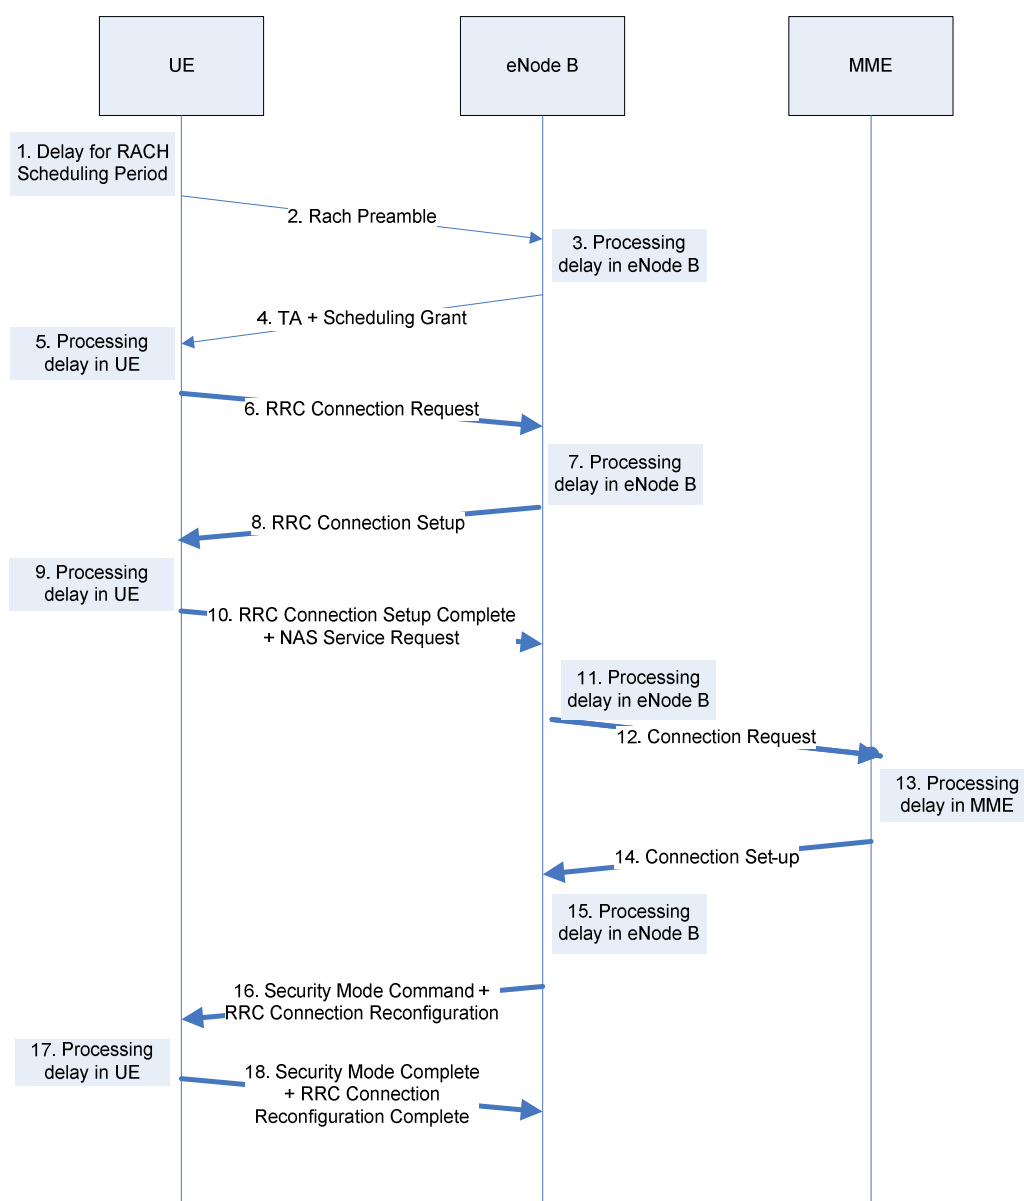 UE
eNode B
MME
1. Delay for RACH
Scheduling Period
2. Rach Preamble
3. Processing
delay in eNode B
4. TA + Scheduling Grant
5. Processing
delay in UE
6. RRC Connection Request
7. Processing
delay in eNode B
8. RRC Connection Setup
9. Processing
delay in UE
10. RRC Connection Setup Complete
+ NAS Service Request
11. Processing
delay in eNode B
12. Connection Request
13. Processing
delay in MME
14. Connection Set-up
15. Processing
delay in eNode B
16. Security Mode Command +
RRC Connection Reconfiguration
17. Processing
delay in UE
18. Security Mode Complete
+ RRC Connection
Reconfiguration Complete